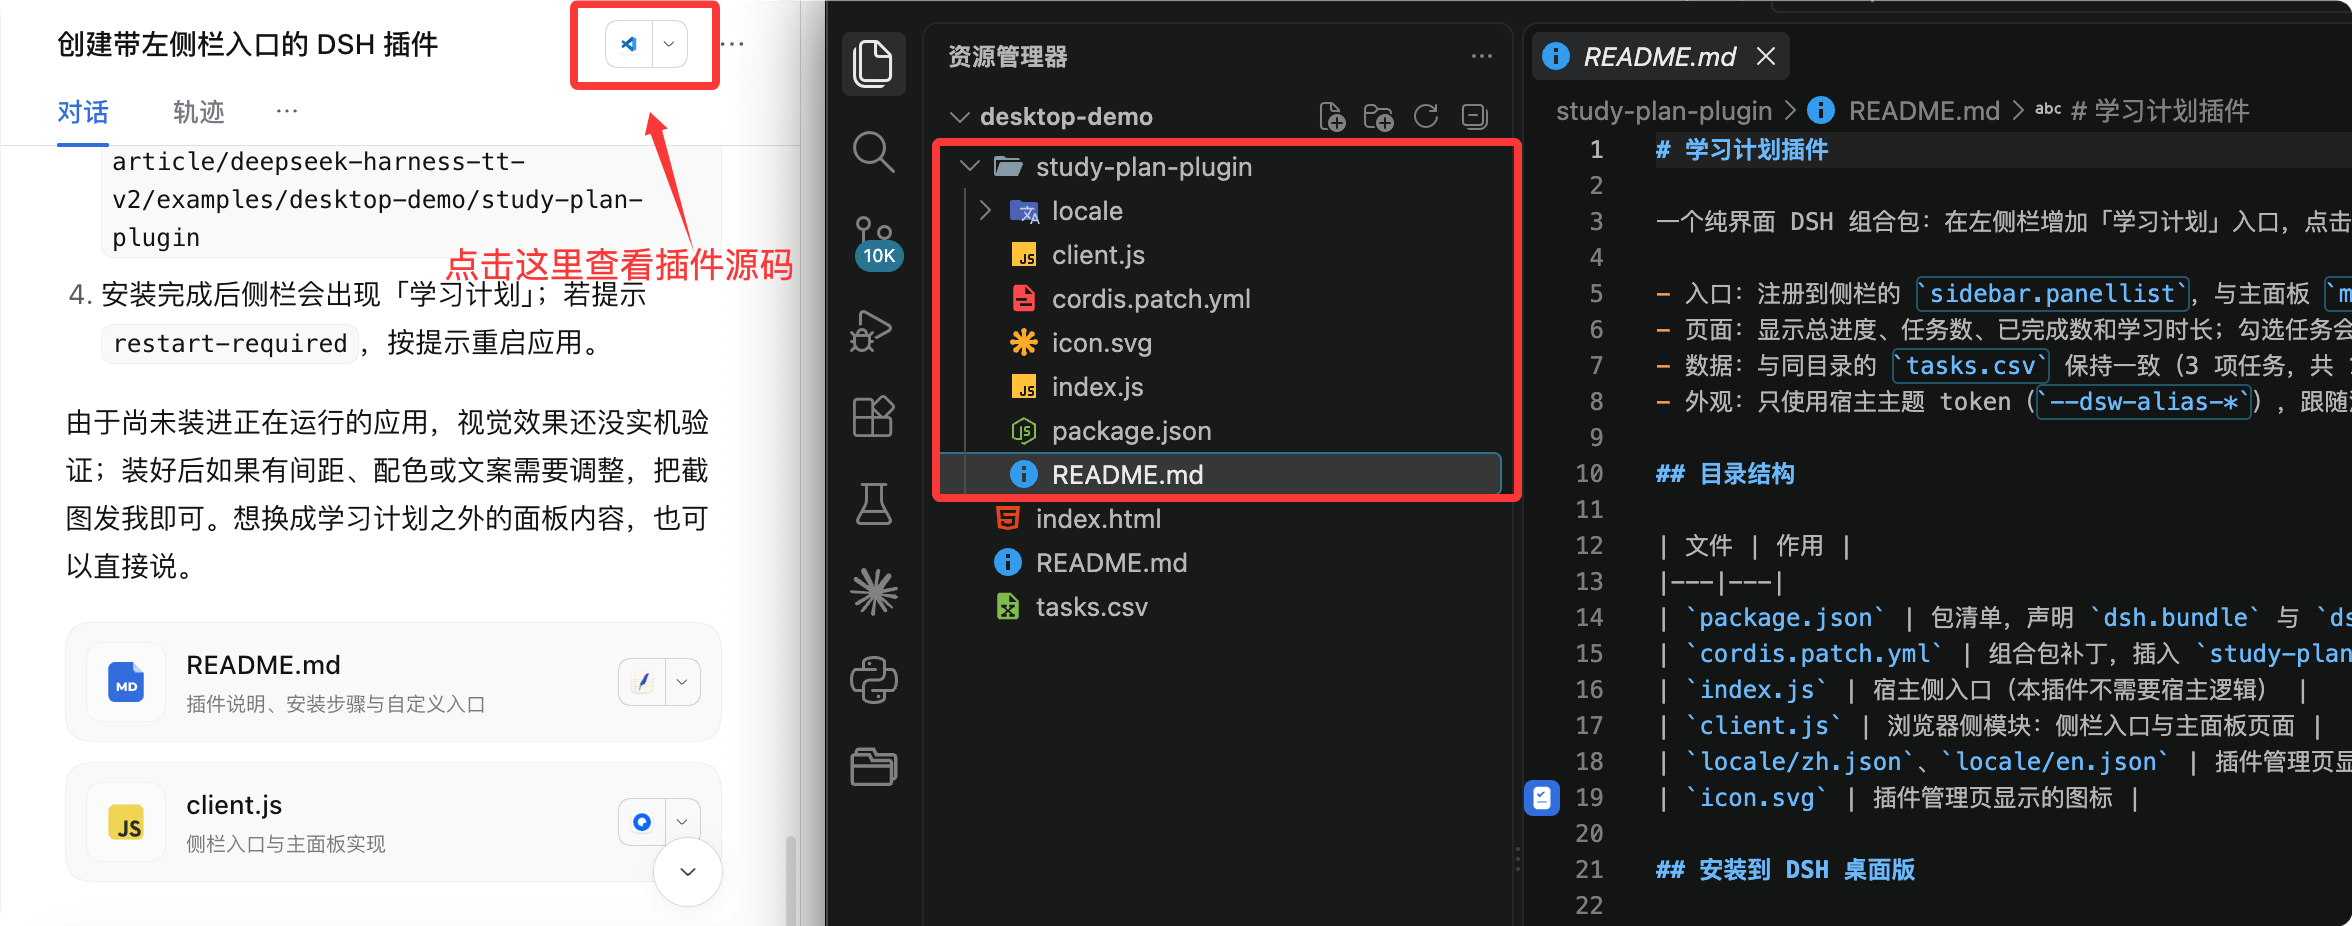 创建带左侧栏入口的 DSH 插件
对话
轨迹
article/deepseek-harness-tt-
v2/examples/desktop-demo/study-plan-
plugin
点击这里查看插件源码
4. 安装完成后侧栏会出现「学习计划」；若提示
restart-required，按提示重启应用。
由于尚未装进正在运行的应用，视觉效果还没实机验
证；装好后如果有间距、配色或文案需要调整，把截
图发我即可。想换成学习计划之外的面板内容，也可
以直接说。
MD
README.md
插件说明、安装步骤与自定义入口
JS
client.js
侧栏入口与主面板实现
10K
资源管理器
desktop-demo
study-plan-plugin
locale
client.js
cordis.patch.yml
icon.svg
index.js
package.json
README.md
index.html
README.md
tasks.csv
README.md
study-plan-plugin > README.md > abc # 学习计划插件
1 # 学习计划插件
2
3 一个纯界面 DSH 组合包：在左侧栏增加「学习计划」入口，点击
4
5 - 入口：注册到侧栏的 `sidebar.panellist`，与主面板 `m
6 - 页面：显示总进度、任务数、已完成数和学习时长；勾选任务会
7 - 数据：与同目录的 `tasks.csv` 保持一致（3 项任务，共
8 - 外观：只使用宿主主题 token（`--dsw-alias-*`），跟随
9
10 ## 目录结构
11
12 | 文件 | 作用 |
13 |---|---|
14 | `package.json` | 包清单，声明 `dsh.bundle` 与 `ds
15 | `cordis.patch.yml` | 组合包补丁，插入 `study-plan
16 | `index.js` | 宿主侧入口（本插件不需要宿主逻辑） |
17 | `client.js` | 浏览器侧模块：侧栏入口与主面板页面 |
18 | `locale/zh.json`、`locale/en.json` | 插件管理页显
19 | `icon.svg` | 插件管理页显示的图标 |
20
21 ## 安装到 DSH 桌面版
22